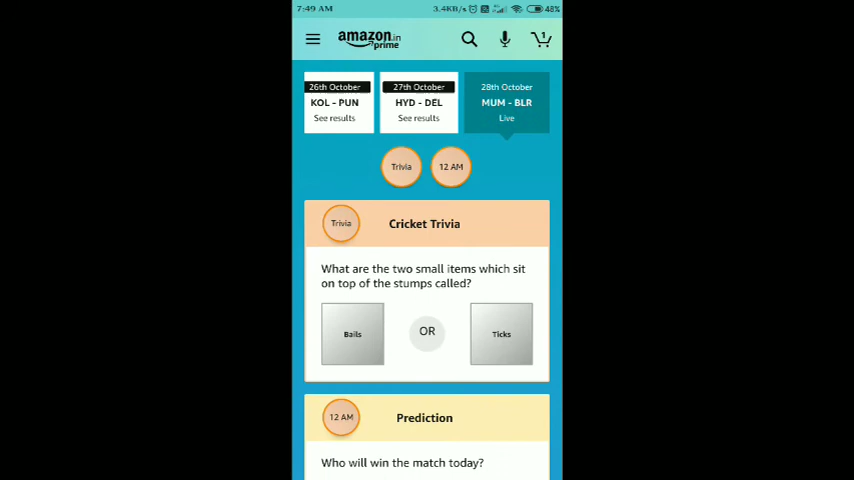 7:49 AM
3.4KB/s
48%
amazon.in
prime
1
26th October
KOL - PUN
See results
27th October
HYD - DEL
See results
28th October
MUM - BLR
Live
Trivia
12 AM
Trivia
Cricket Trivia
What are the two small items which sit
on top of the stumps called?
Bails
OR
Ticks
12 AM
Prediction
Who will win the match today?